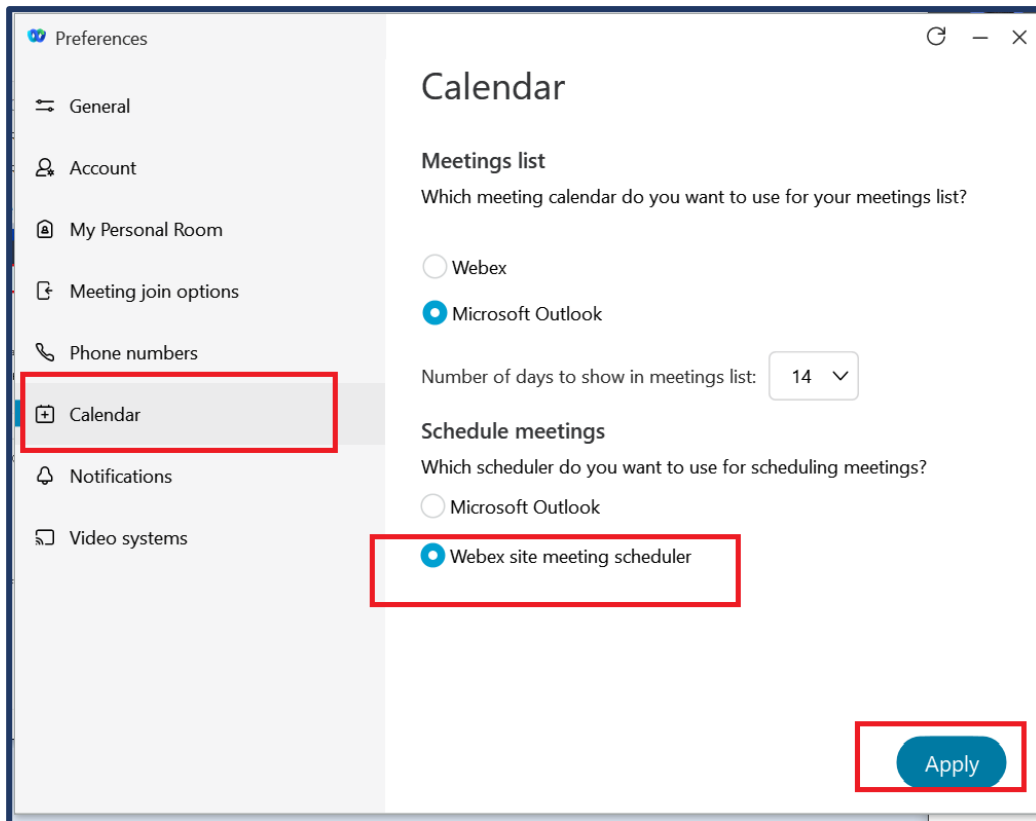 Preferences
General
Account
My Personal Room
Meeting join options
Phone numbers
Calendar
Notifications
Video systems
Calendar
Meetings list
Which meeting calendar do you want to use for your meetings list?
Webex
Microsoft Outlook
Number of days to show in meetings list: 14
Schedule meetings
Which scheduler do you want to use for scheduling meetings?
Microsoft Outlook
Webex site meeting scheduler
Apply